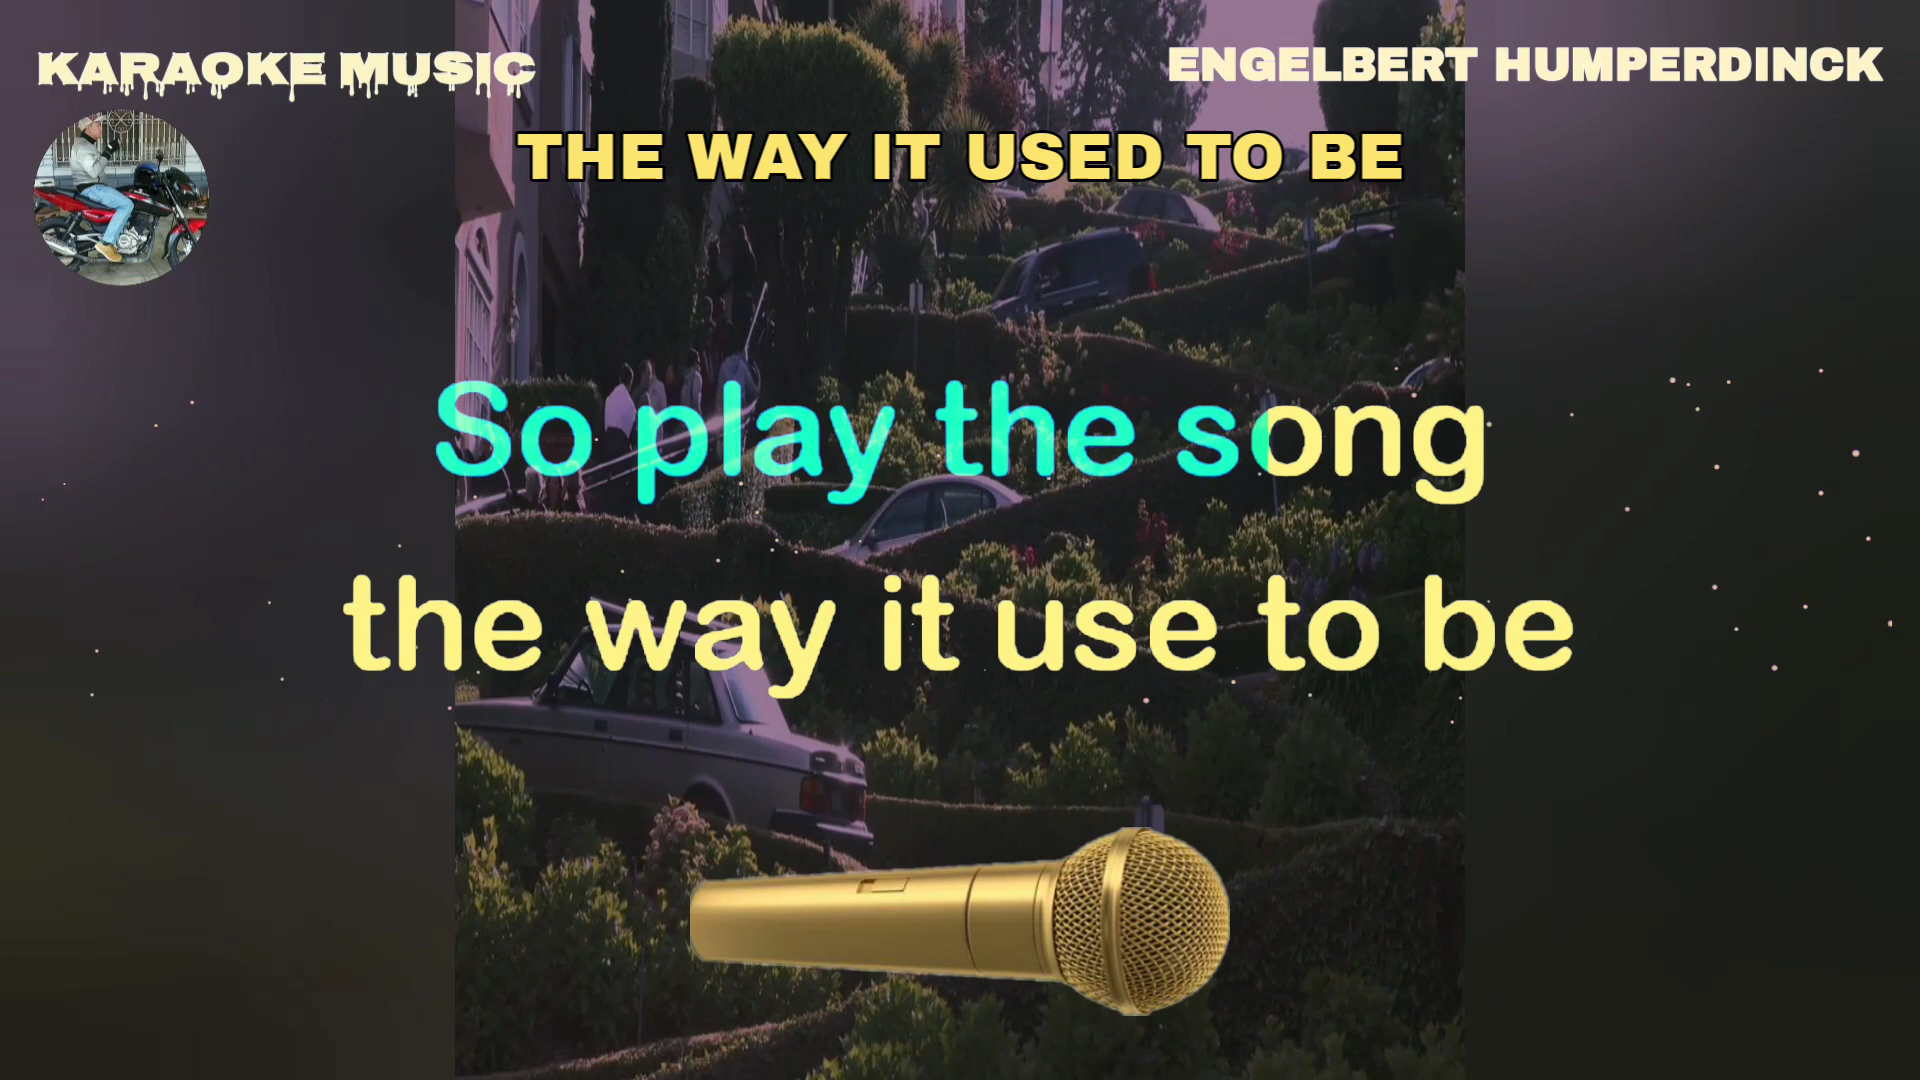 KARAOKE MUSIC
ENGELBERT HUMPERDINCK
THE WAY IT USED TO BE
So play the song
the way it use to be